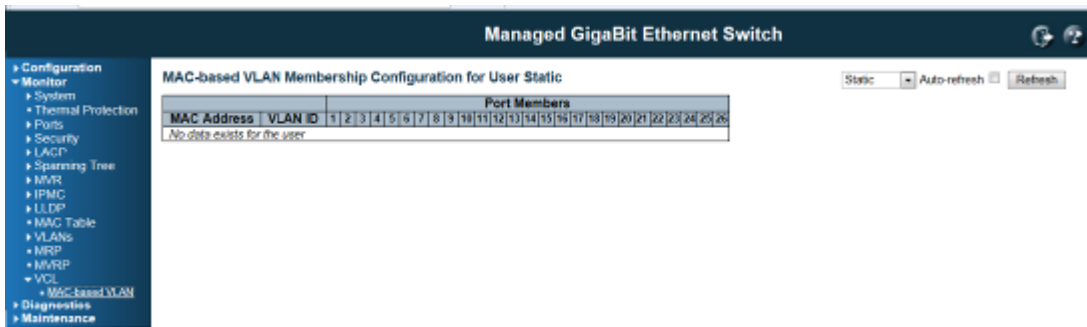 Managed GigaBit Ethernet Switch
Configuration
Monitor
System
Thermal Protection
Ports
Security
LACP
Spanning Tree
MVR
IPMC
LLDP
MAC Table
VLANs
MRP
MVRP
VCL
MAC-based VLAN
Diagnostics
Maintenance
MAC-based VLAN Membership Configuration for User Static
Static Auto-refresh Refresh
Port Members
MAC Address VLAN ID 1 2 3 4 5 6 7 8 9 10 11 12 13 14 15 16 17 18 19 20 21 22 23 24 25 26
No data exists for the user